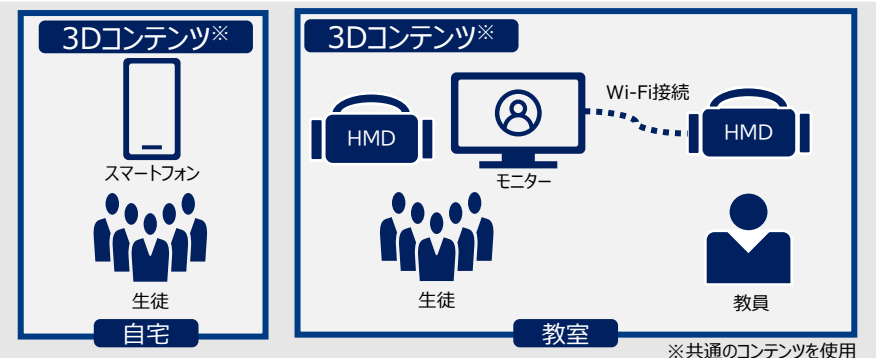 3Dコンテンツ※
スマートフォン
生徒
自宅
3Dコンテンツ※
HMD
モニター
Wi-Fi接続
HMD
生徒
教員
教室
※共通のコンテンツを使用